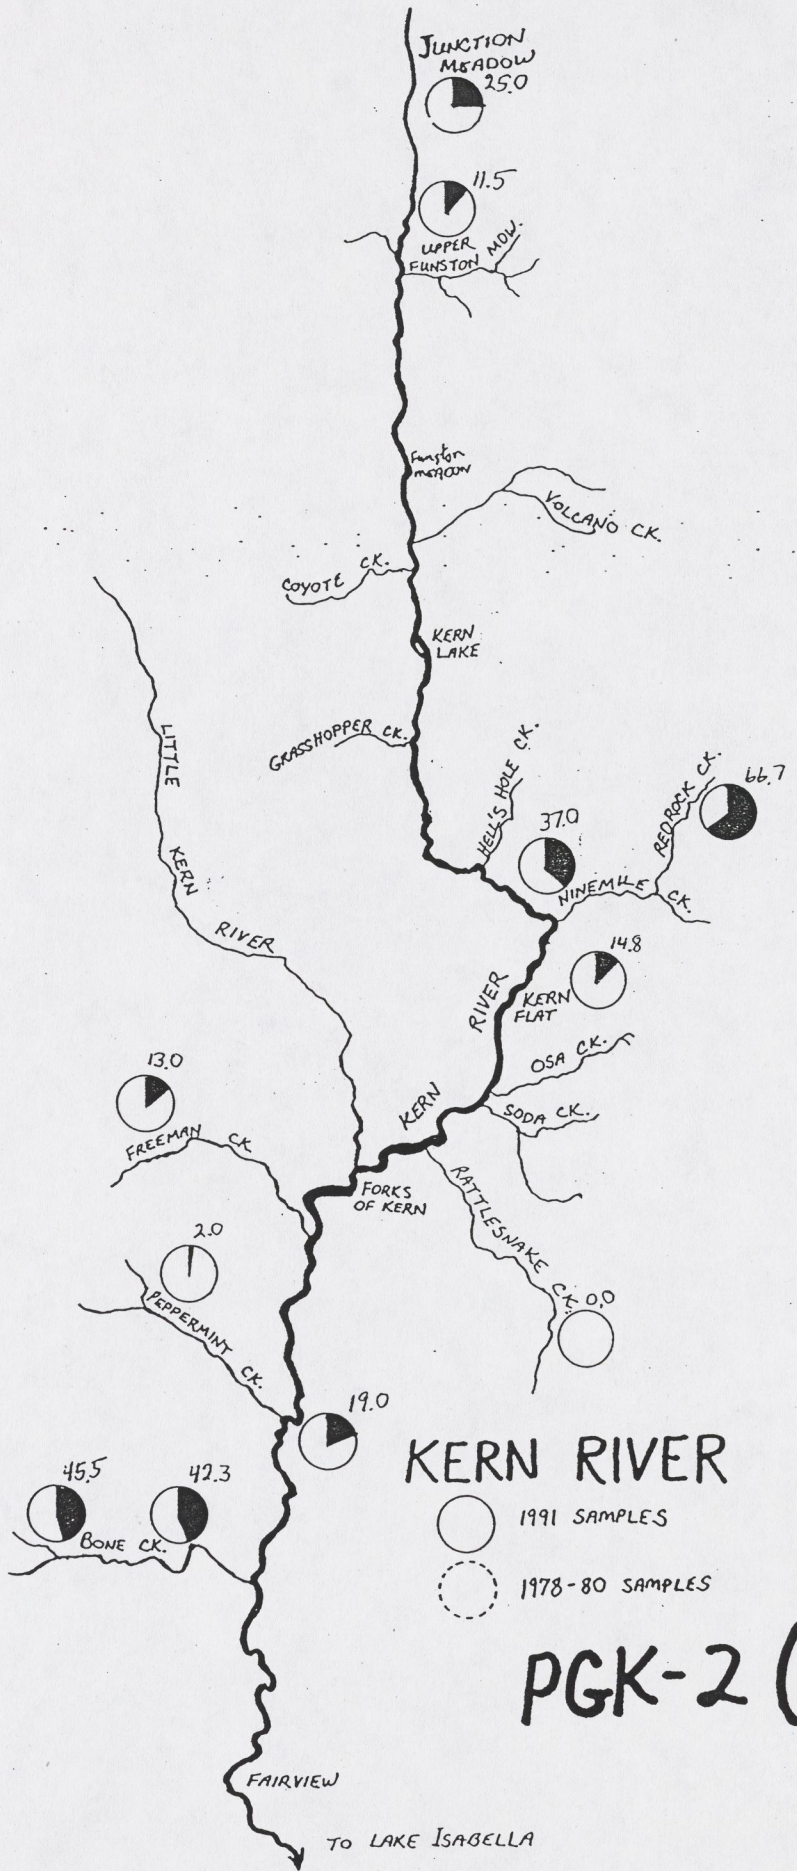 JUNCTION
MEADOW
25.0
11.5
UPPER
FUNSTON MDW.
Funston
MEADOW
VOLCANO CK.
COYOTE CK.
KERN
LAKE
GRASSHOPPER CK.
HELL'S HOLE CK.
REDROCK CK.
66.7
37.0
NINEMILE CK.
LITTLE KERN RIVER
14.8
KERN
FLAT
KERN RIVER
OSA CK.
SODA CK.
13.0
FREEMAN CK
FORKS
OF KERN
RATTLESNAKE CK.
0.0
2.0
PEPPERMINT CK.
19.0
45.5
42.3
BONE CK.
KERN RIVER
1991 SAMPLES
1978-80 SAMPLES
PGK-2 (
FAIRVIEW
TO LAKE ISABELLA